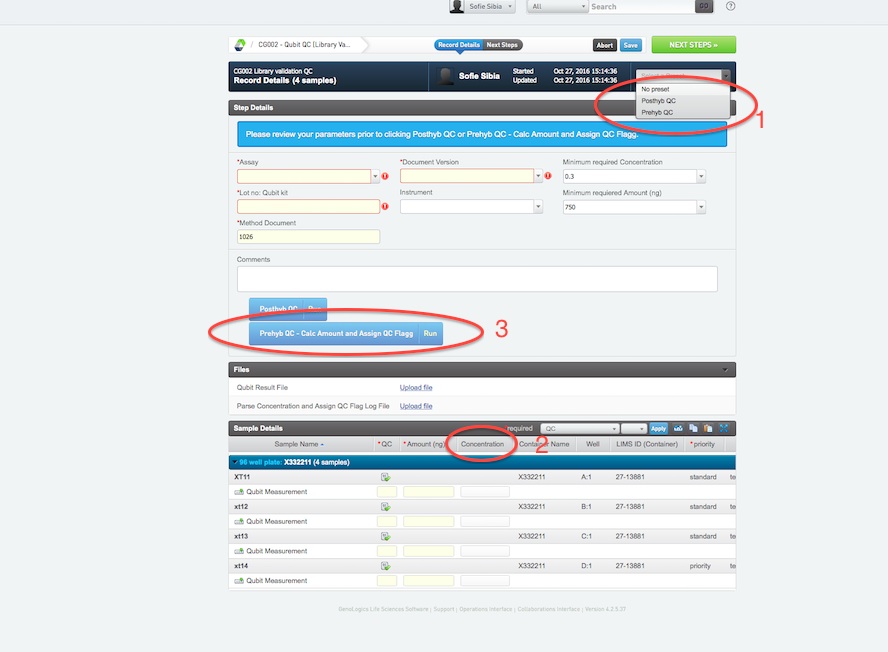 Sofie Sibia All Search GO ?
CG002 - Qubit QC (Library Va... Record Details Next Steps Abort Save NEXT STEPS »
CG002 Library validation QC
Record Details (4 samples)
Sofie Sibia
Started Oct 27, 2016 15:14:36
Updated Oct 27, 2016 15:14:36
No preset
Posthyb QC
Prehyb QC
1
Step Details
Please review your parameters prior to clicking Posthyb QC or Prehyb QC - Calc Amount and Assign QC Flagg.
*Assay *Document Version Minimum required Concentration
0.3
*Lot no: Qubit kit Instrument Minimum requiered Amount (ng)
750
*Method Document
1026
Comments
Posthyb QC Run
Prehyb QC - Calc Amount and Assign QC Flagg Run
3
Files
Qubit Result File Upload file
Parse Concentration and Assign QC Flag Log File Upload file
Sample Details required QC Apply
Sample Name *QC *Amount (ng) Concentration 2 Container Name Well LIMS ID (Container) *priority
96 well plate: X332211 (4 samples)
XT11 X332211 A:1 27-13881 standard te
Qubit Measurement
xt12 X332211 B:1 27-13881 standard te
Qubit Measurement
xt13 X332211 C:1 27-13881 standard te
Qubit Measurement
xt14 X332211 D:1 27-13881 priority te
Qubit Measurement
GenoLogics Life Sciences Software | Support | Operations Interface | Collaborations Interface | Version 4.2.5.27